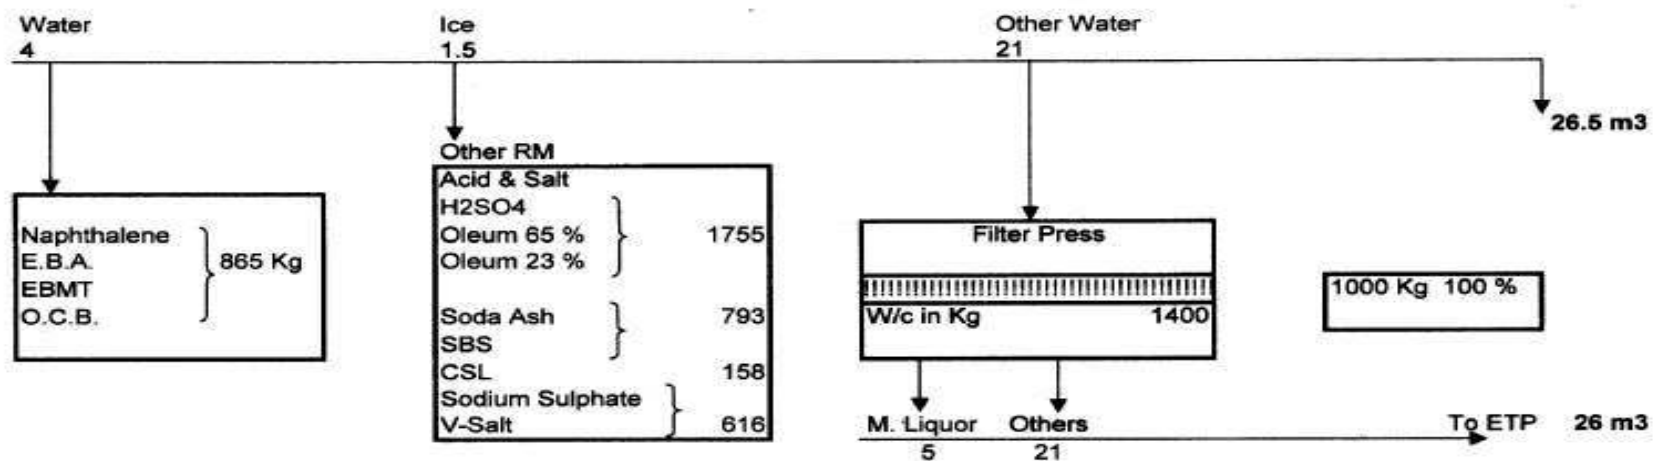 Water Ice Other Water
4 1.5 21
26.5 m3
Other RM
Acid & Salt
H2SO4
Oleum 65 % 1755
Oleum 23 %
Soda Ash 793
SBS
CSL 158
Sodium Sulphate
V-Salt 616
Naphthalene
E.B.A. 865 Kg
EBMT
O.C.B.
Filter Press
W/c in Kg 1400
1000 Kg 100 %
M. Liquor Others To ETP 26 m3
5 21